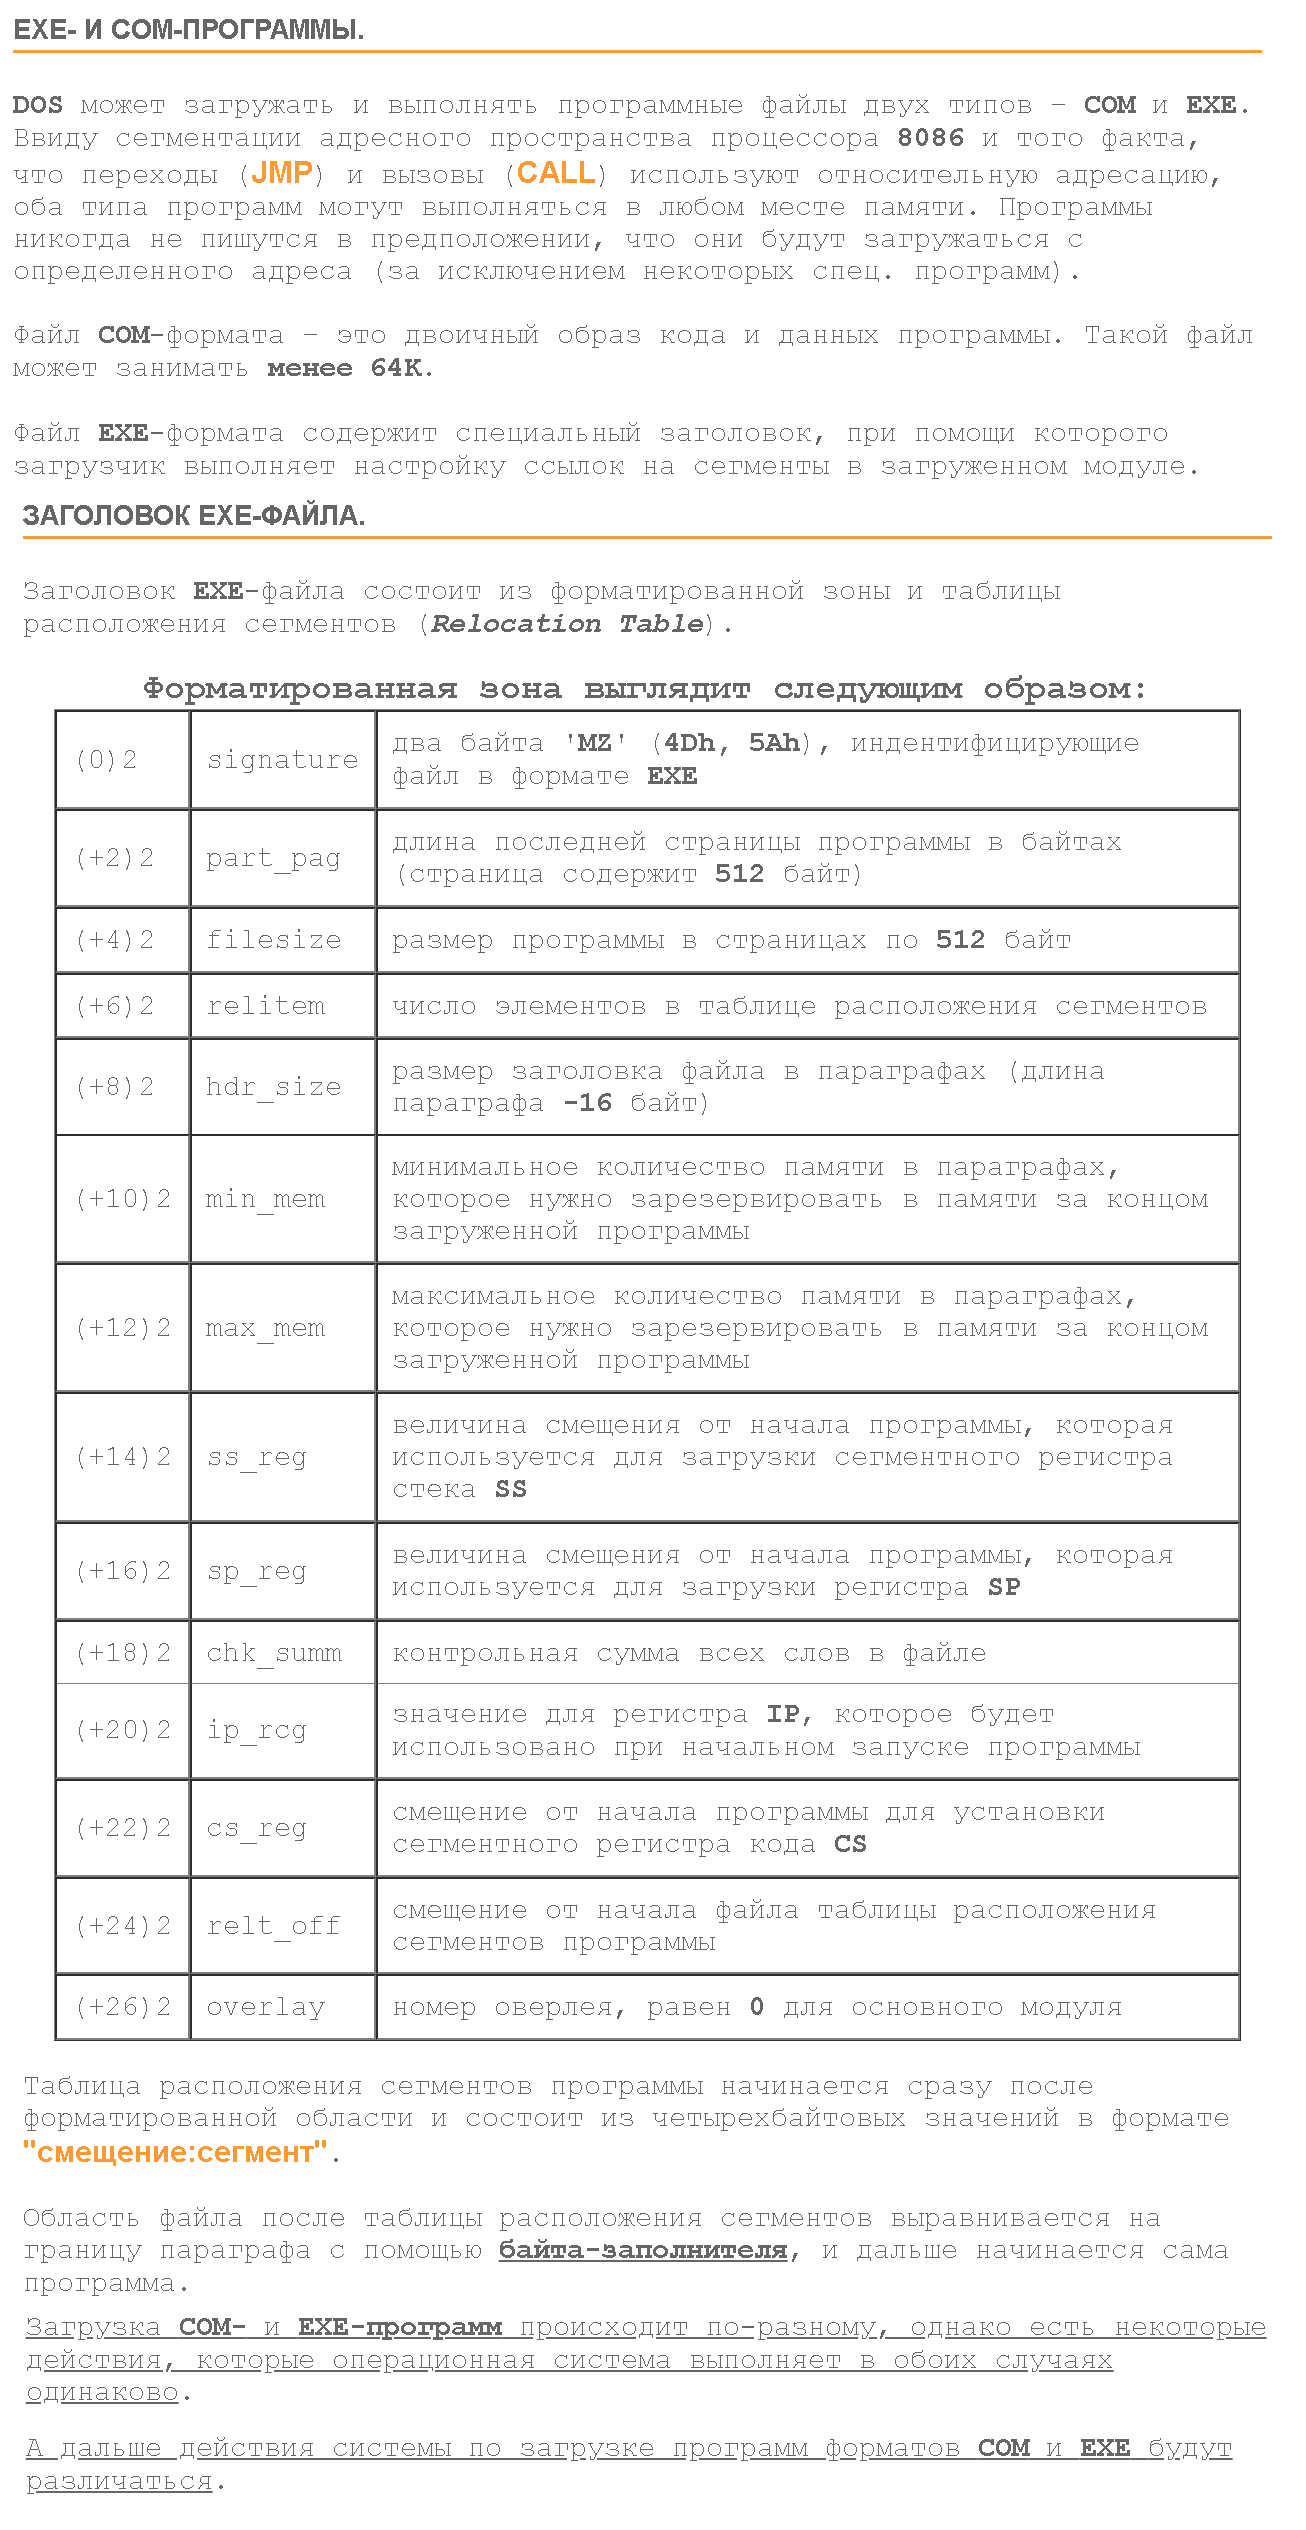 EXE- И COM-ПРОГРАММЫ.
DOS может загружать и выполнять программные файлы двух типов – COM и EXE.
Ввиду сегментации адресного пространства процессора 8086 и того факта,
что переходы (JMP) и вызовы (CALL) используют относительную адресацию,
оба типа программ могут выполняться в любом месте памяти. Программы
никогда не пишутся в предположении, что они будут загружаться с
определенного адреса (за исключением некоторых спец. программ).
Файл COM-формата – это двоичный образ кода и данных программы. Такой файл
может занимать менее 64K.
Файл EXE-формата содержит специальный заголовок, при помощи которого
загрузчик выполняет настройку ссылок на сегменты в загруженном модуле.
ЗАГОЛОВОК EXE-ФАЙЛА.
Заголовок EXE-файла состоит из форматированной зоны и таблицы
расположения сегментов (Relocation Table).
Форматированная зона выглядит следующим образом:
(0)2 signature два байта 'MZ' (4Dh, 5Ah), индентифицирующие
файл в формате EXE
(+2)2 part_pag длина последней страницы программы в байтах
(страница содержит 512 байт)
(+4)2 filesize размер программы в страницах по 512 байт
(+6)2 relitem число элементов в таблице расположения сегментов
(+8)2 hdr_size размер заголовка файла в параграфах (длина
параграфа -16 байт)
(+10)2 min_mem минимальное количество памяти в параграфах,
которое нужно зарезервировать в памяти за концом
загруженной программы
(+12)2 max_mem максимальное количество памяти в параграфах,
которое нужно зарезервировать в памяти за концом
загруженной программы
(+14)2 ss_reg величина смещения от начала программы, которая
используется для загрузки сегментного регистра
стека SS
(+16)2 sp_reg величина смещения от начала программы, которая
используется для загрузки регистра SP
(+18)2 chk_summ контрольная сумма всех слов в файле
(+20)2 ip_rcg значение для регистра IP, которое будет
использовано при начальном запуске программы
(+22)2 cs_reg смещение от начала программы для установки
сегментного регистра кода CS
(+24)2 relt_off смещение от начала файла таблицы расположения
сегментов программы
(+26)2 overlay номер оверлея, равен 0 для основного модуля
Таблица расположения сегментов программы начинается сразу после
форматированной области и состоит из четырехбайтовых значений в формате
"смещение:сегмент".
Область файла после таблицы расположения сегментов выравнивается на
границу параграфа с помощью байта-заполнителя, и дальше начинается сама
программа.
Загрузка COM- и EXE-программ происходит по-разному, однако есть некоторые
действия, которые операционная система выполняет в обоих случаях
одинаково.
А дальше действия системы по загрузке программ форматов COM и EXE будут
различаться.